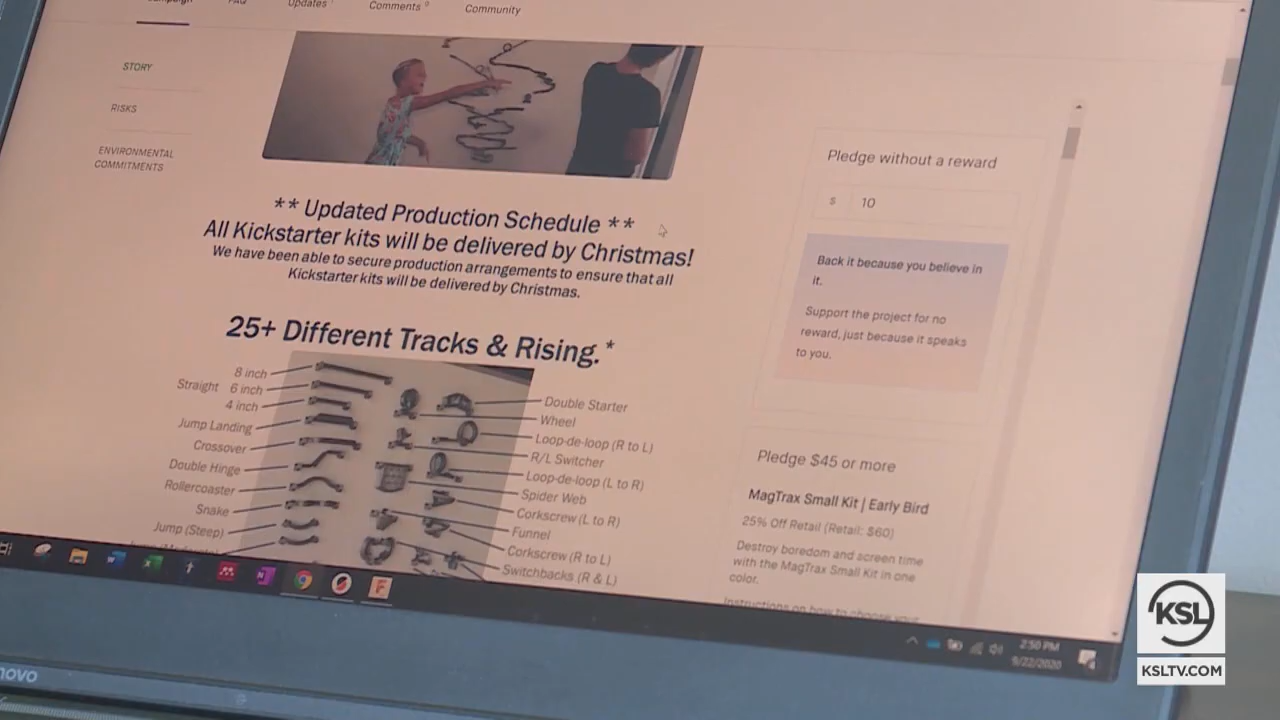 FAQ
Updates
Comments 0
Community
STORY
RISKS
ENVIRONMENTAL
COMMITMENTS
** Updated Production Schedule **
All Kickstarter kits will be delivered by Christmas!
We have been able to secure production arrangements to ensure that all
Kickstarter kits will be delivered by Christmas.
25+ Different Tracks & Rising.*
8 inch
Straight 6 inch
4 inch
Jump Landing
Crossover
Double Hinge
Rollercoaster
Snake
Jump (Steep)
Double Starter
Wheel
Loop-de-loop (R to L)
R/L Switcher
Loop-de-loop (L to R)
Spider Web
Corkscrew (L to R)
Funnel
Corkscrew (R to L)
Switchbacks (R & L)
Pledge without a reward
$ 10
Back it because you believe in
it.
Support the project for no
reward, just because it speaks
to you.
Pledge $45 or more
MagTrax Small Kit | Early Bird
25% Off Retail (Retail: $60)
Destroy boredom and screen time
with the MagTrax Small Kit in one
color.
Instructions on how to choose your
2:50 PM
9/22/2020
KSL
KSLTV.COM